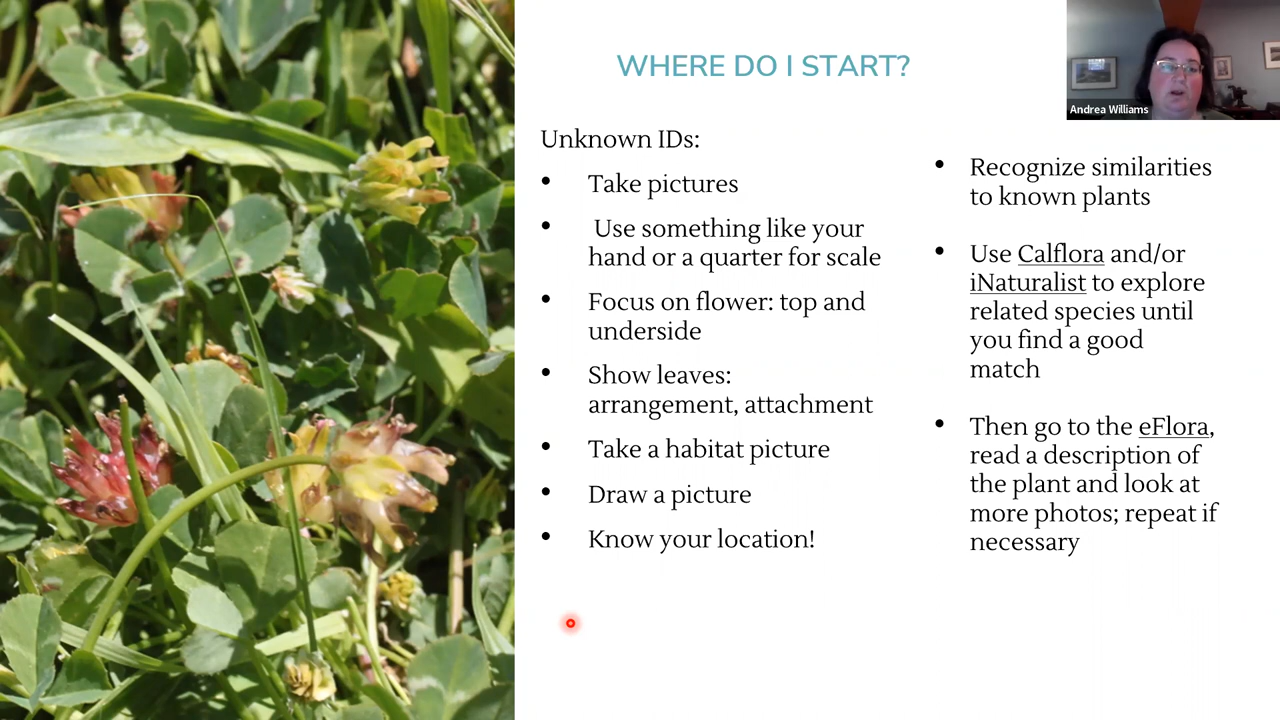 WHERE DO I START?
Andrea Williams
Unknown IDs:
• Take pictures
• Use something like your
hand or a quarter for scale
• Focus on flower: top and
underside
• Show leaves:
arrangement, attachment
• Take a habitat picture
• Draw a picture
• Know your location!
• Recognize similarities
to known plants
• Use Calflora and/or
iNaturalist to explore
related species until
you find a good
match
• Then go to the eFlora,
read a description of
the plant and look at
more photos; repeat if
necessary